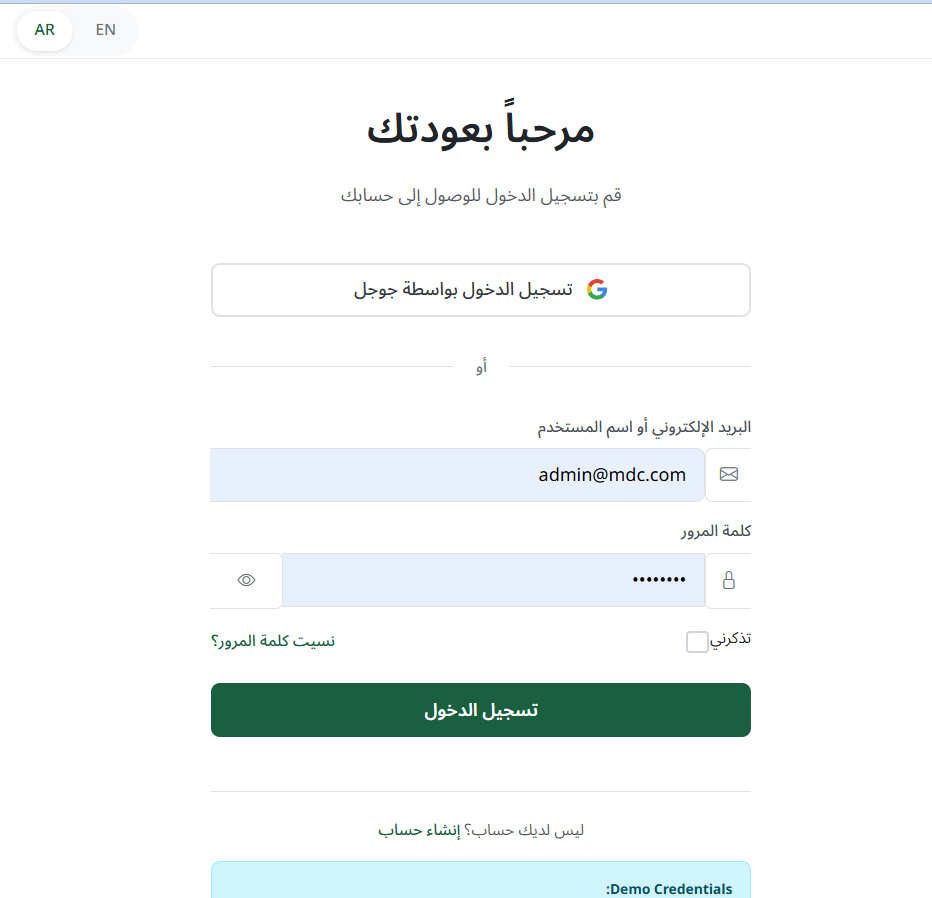 AR EN
مرحباً بعودتك
قم بتسجيل الدخول للوصول إلى حسابك
تسجيل الدخول بواسطة جوجل
أو
البريد الإلكتروني أو اسم المستخدم
admin@mdc.com
كلمة المرور
••••••••
تذكرني نسيت كلمة المرور؟
تسجيل الدخول
ليس لديك حساب؟ إنشاء حساب
:Demo Credentials